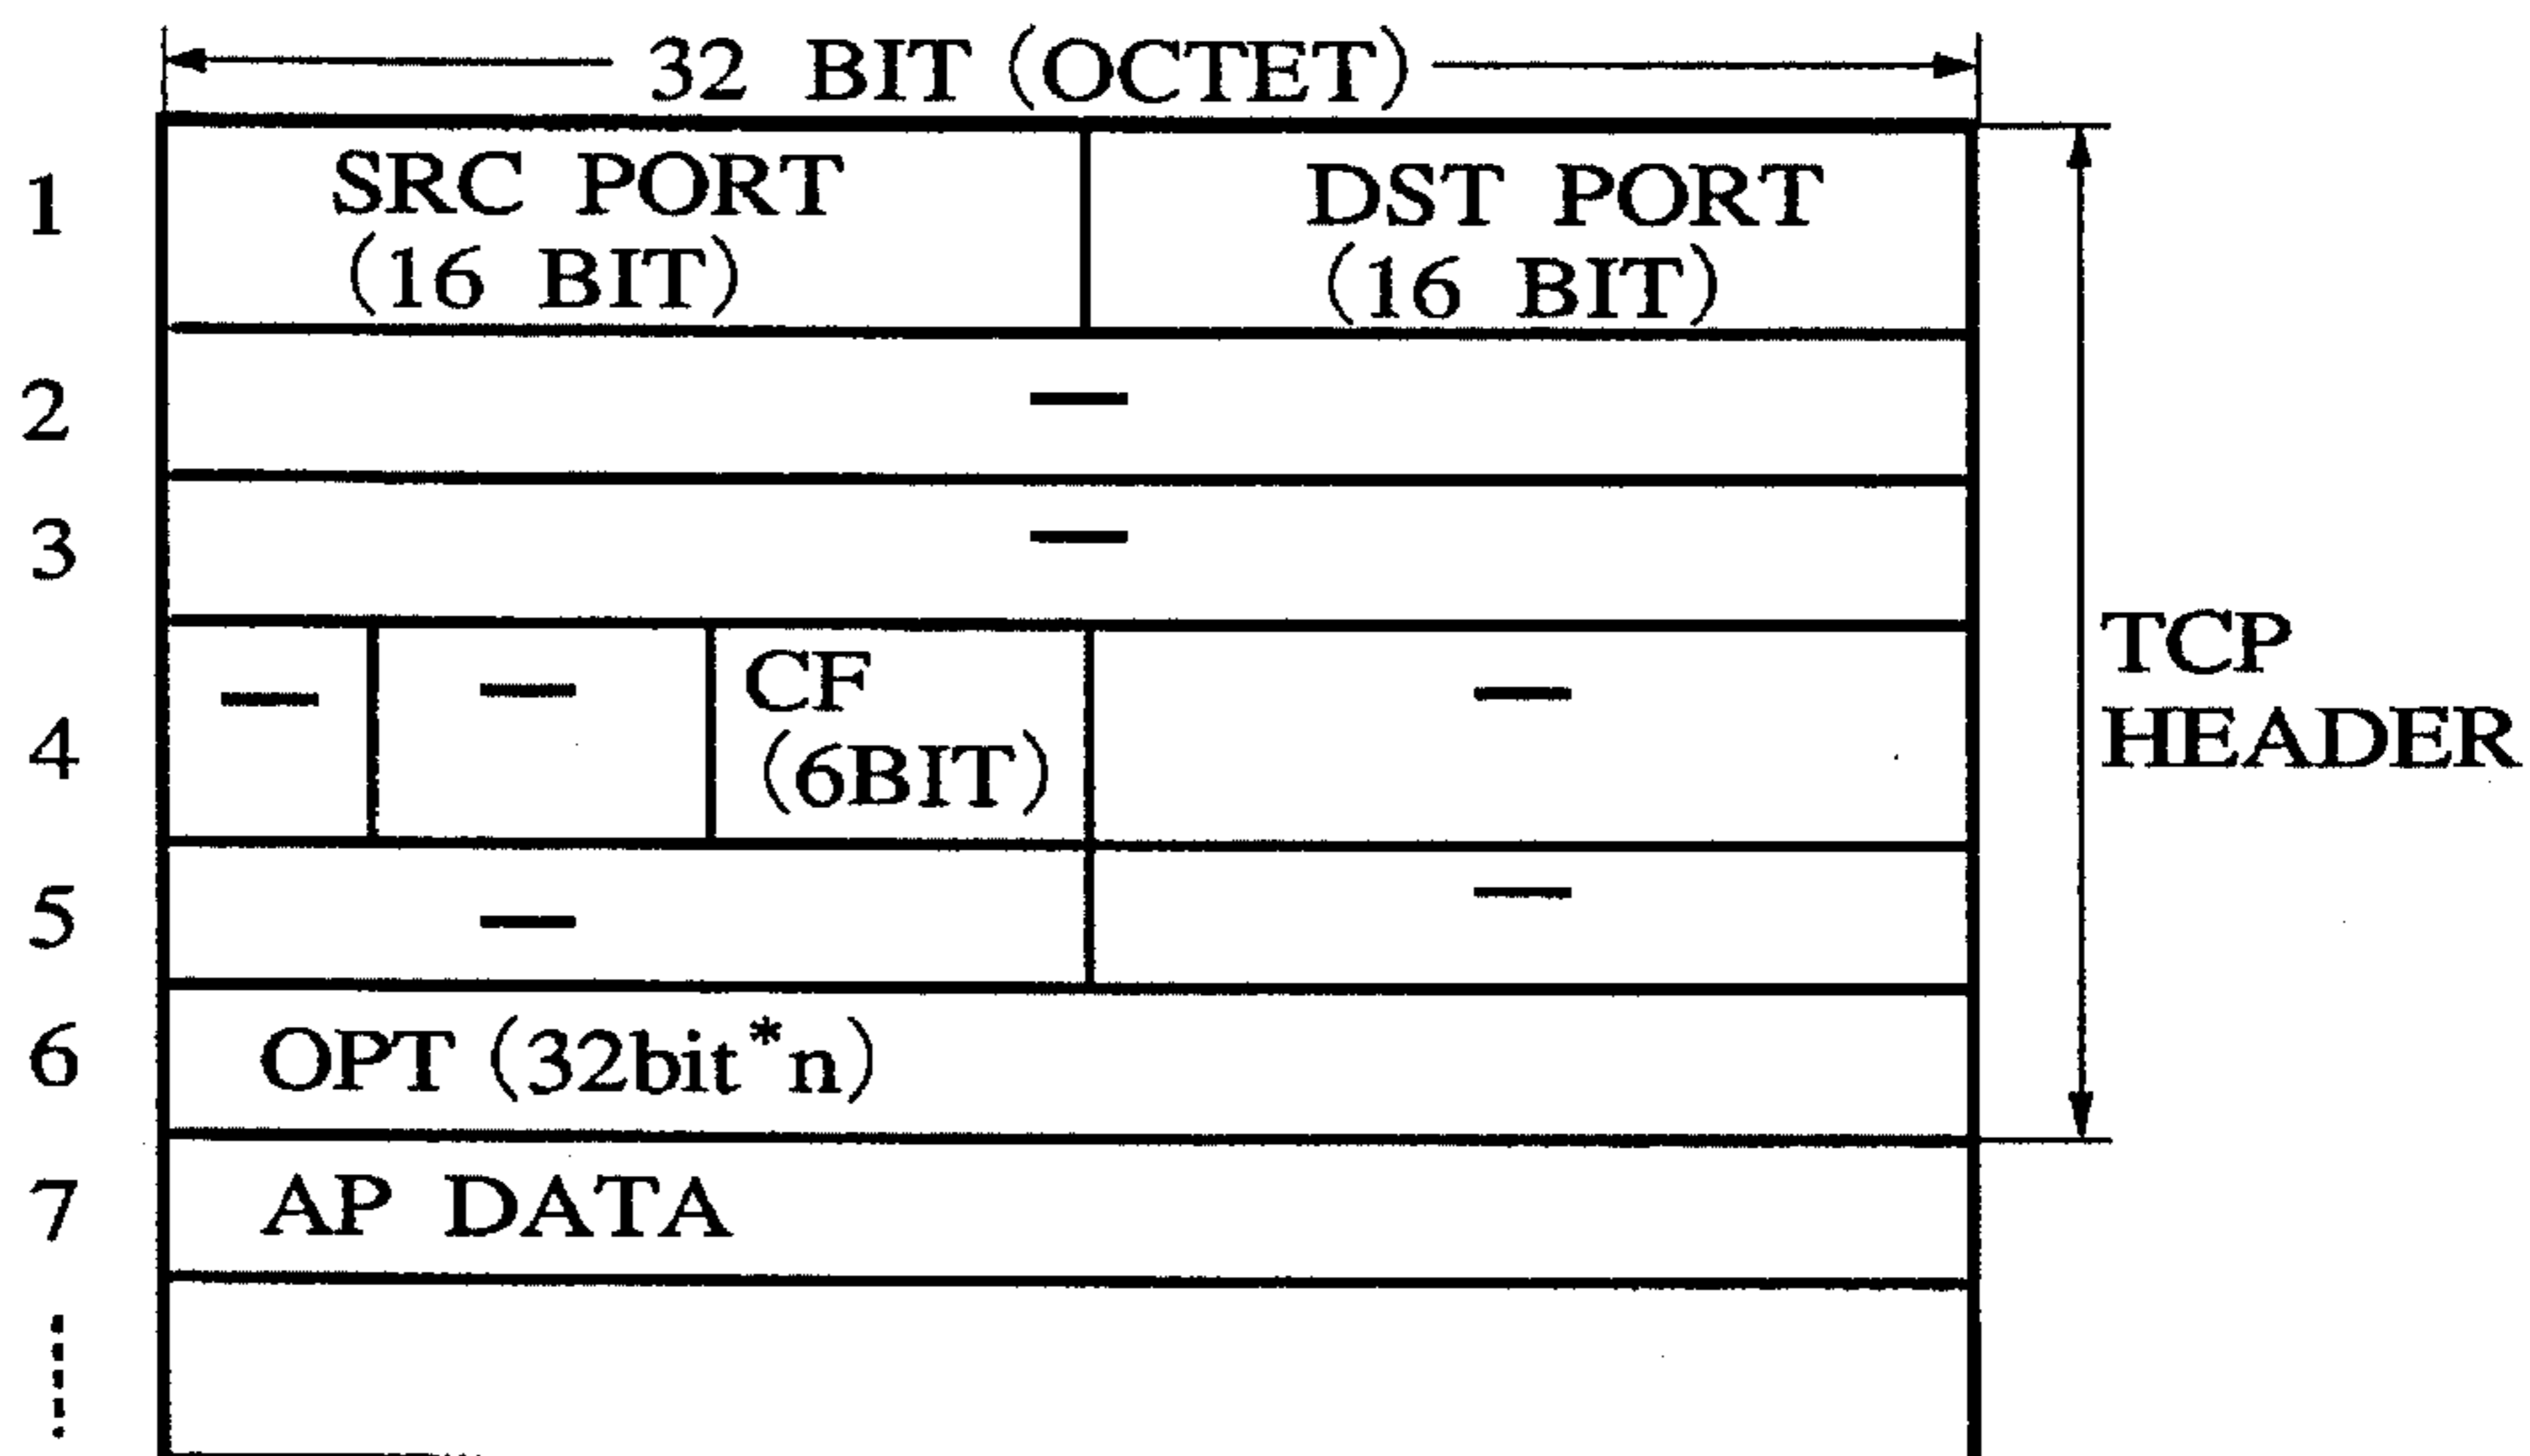 32 BIT (OCTET)
1
SRC PORT
(16 BIT)
DST PORT
(16 BIT)
2
—
3
—
4
—
—
CF
(6BIT)
—
TCP
HEADER
5
—
—
6
OPT (32bit*n)
7
AP DATA